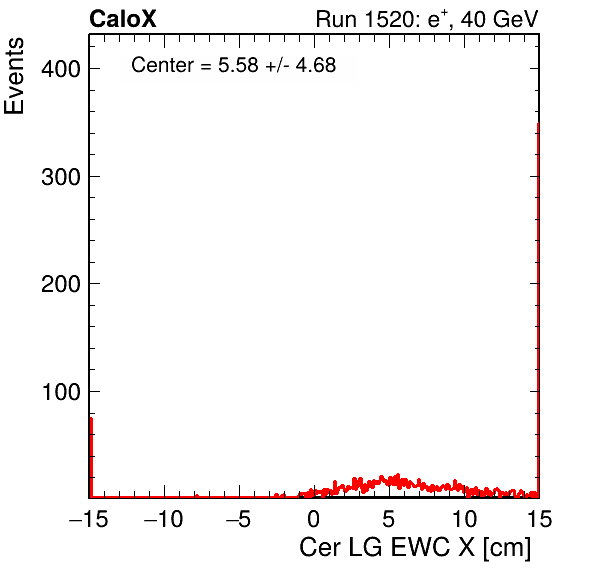 CaloX
Run 1520: e⁺, 40 GeV
Center = 5.58 +/- 4.68
Events
400
300
200
100
−15 −10 −5 0 5 10 15
Cer LG EWC X [cm]